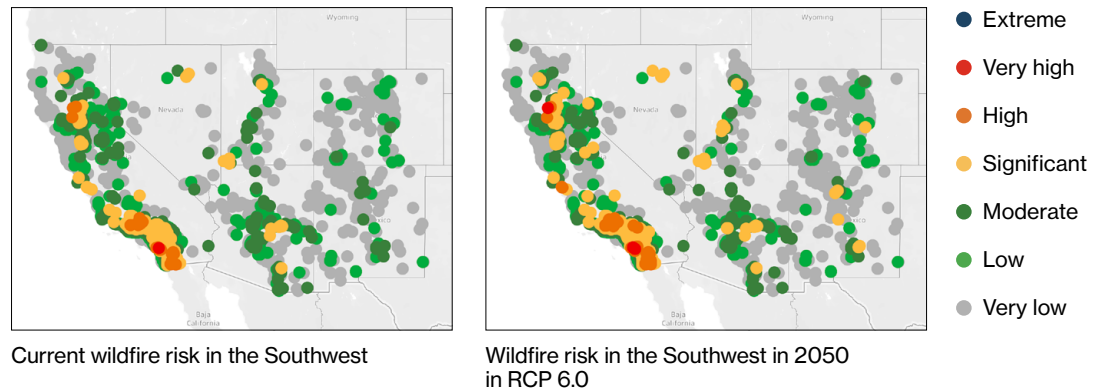 Wyoming
Nevada
Baja
California
Current wildfire risk in the Southwest
Wyoming
Nevada
Baja
California
Wildfire risk in the Southwest in 2050
in RCP 6.0
Extreme
Very high
High
Significant
Moderate
Low
Very low